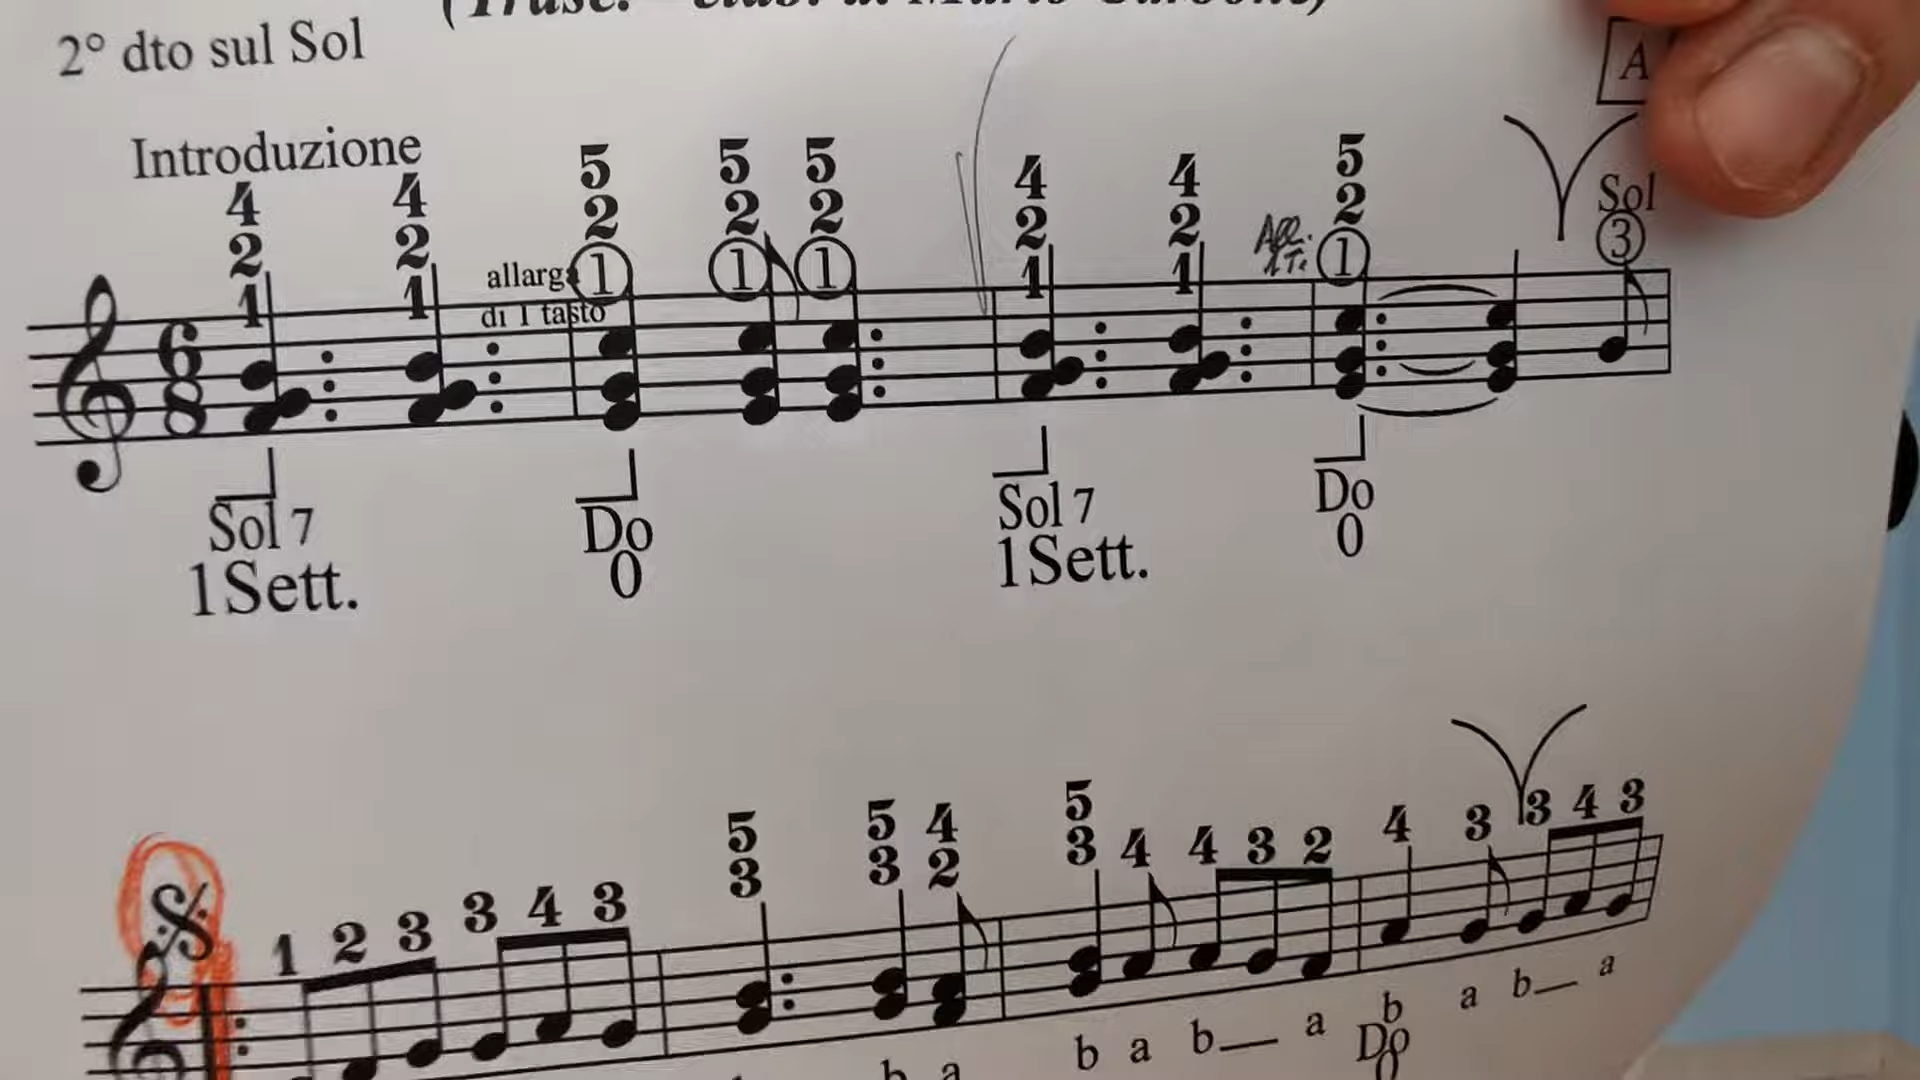 2° dto sul Sol
A
Introduzione
4 4 5 5 5 4 4 5
2 2 2 2 2 2 2 2
1 1 1 1 1 1 1 1
Sol
3
allarga
di 1 tasto
6
8
Sol 7 Do Sol 7 Do
1Sett. 0 1Sett. 0
5 5 4 5
1 2 3 3 4 3 3 3 2 3 4 4 3 2 4 3 3 4 3
b a b a b a b a b a
Do
0